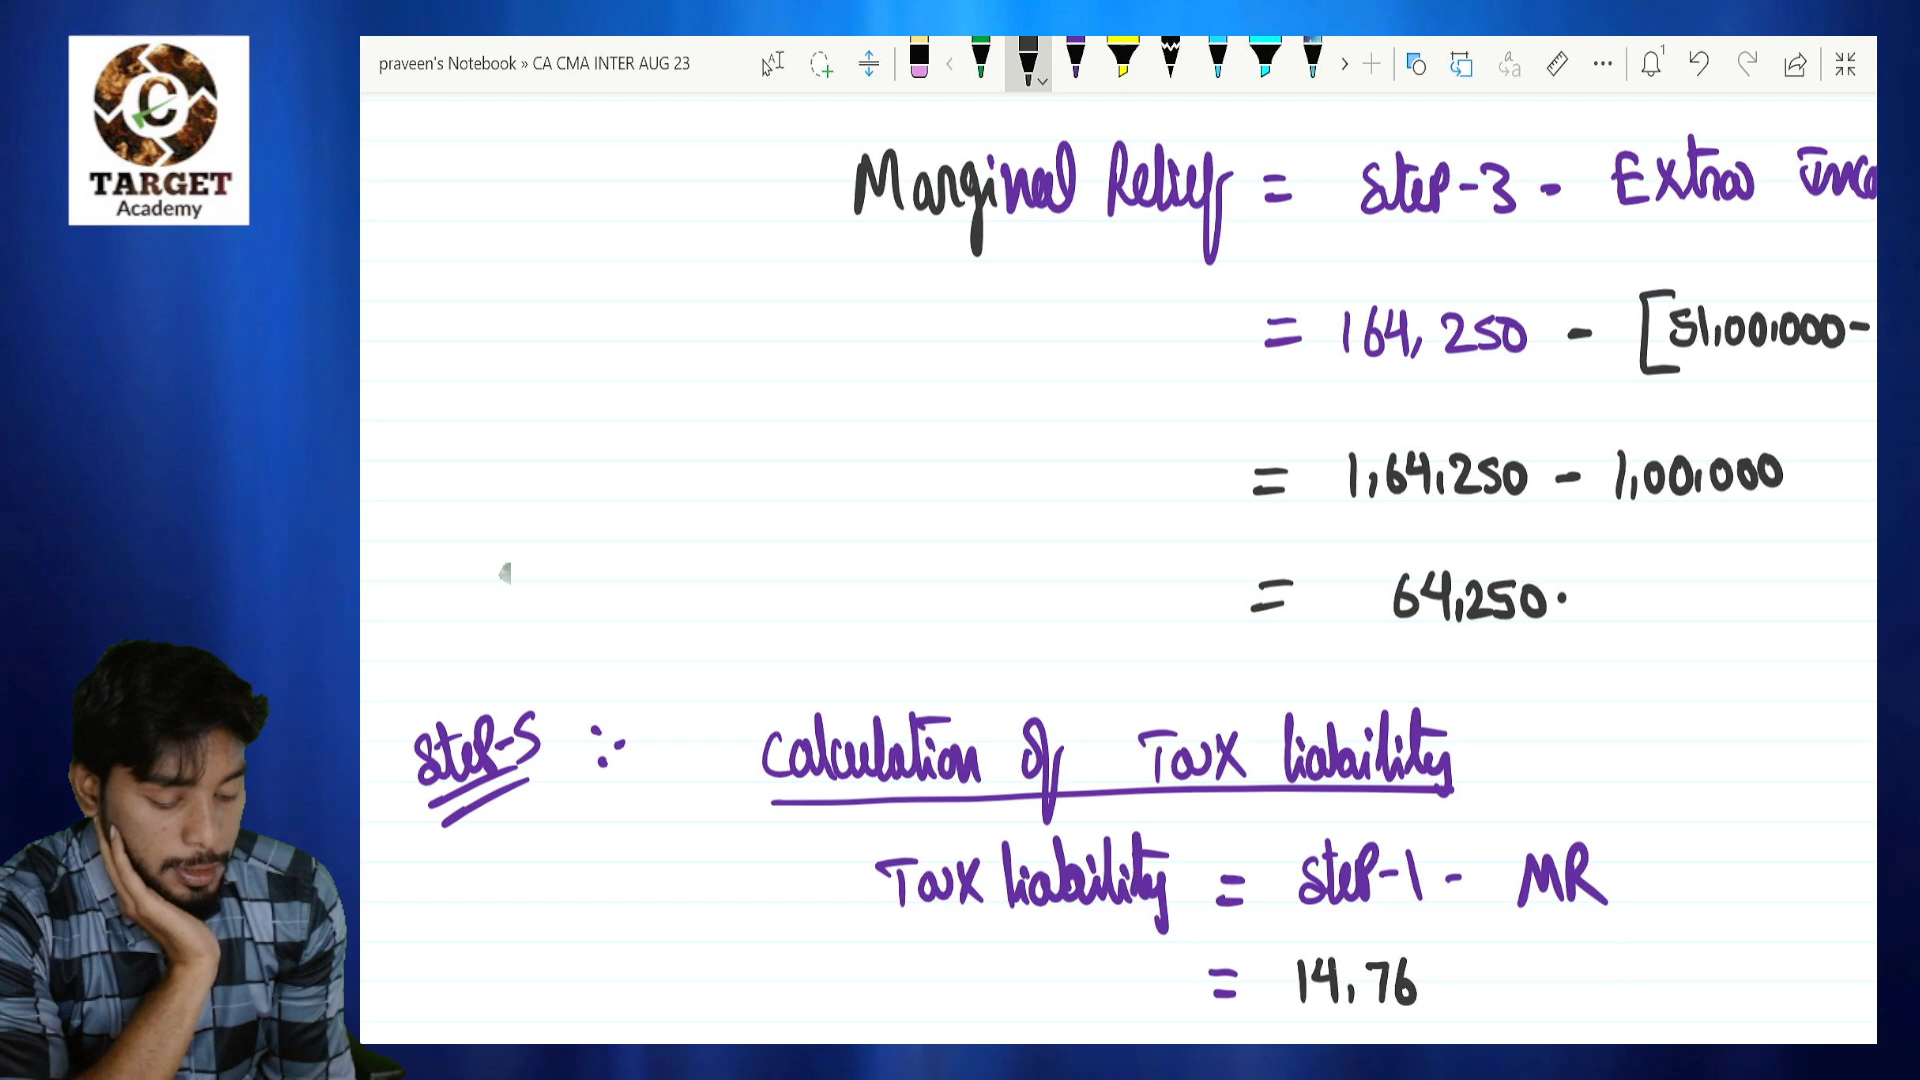 TARGET
Academy
praveen's Notebook » CA CMA INTER AUG 23
Marginal Relief = Step-3 - Extra Inco
= 164,250 - [51,00,000-
= 1,64,250 - 1,00,000
= 64,250.
Step-5 :- Calculation of Tax liability
Tax liability = Step-1 - MR
= 14,76